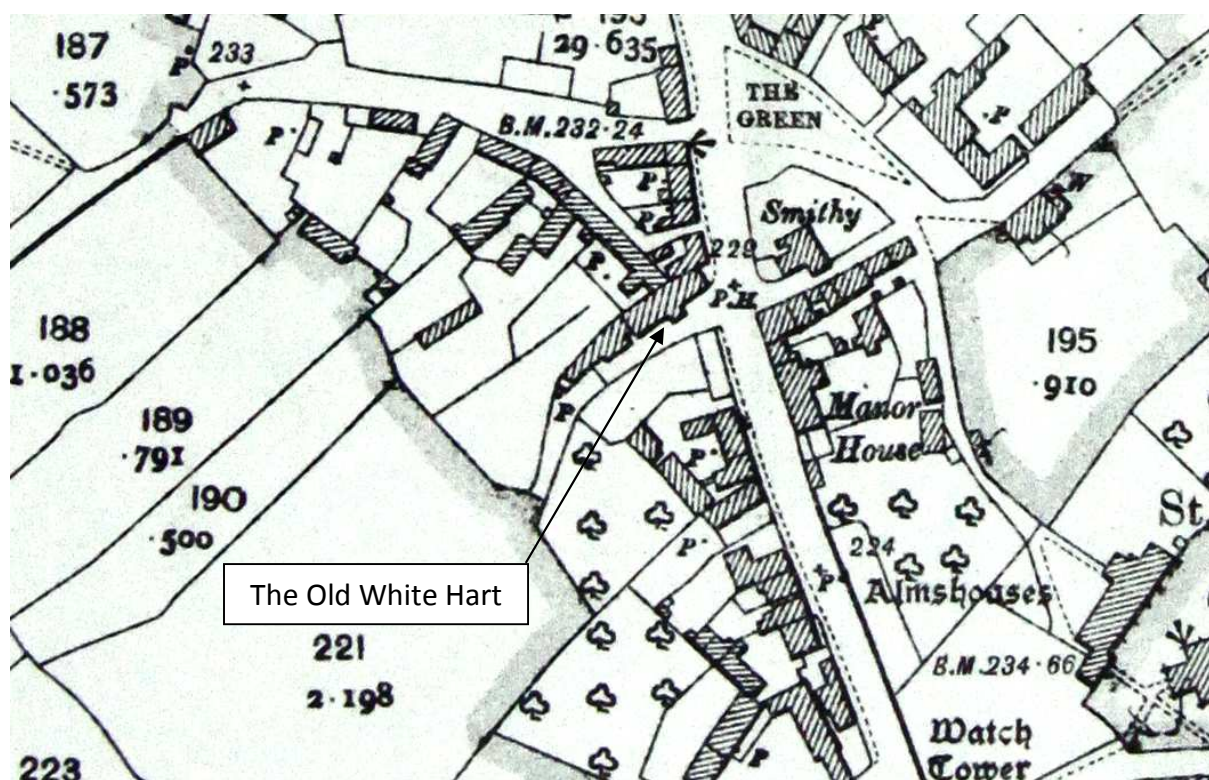 187
·573
P
233
195
29·635
B.M.232·24
THE
GREEN
P
P
P
P
Smithy
W
229
P.H
P.
188
1·036
189
·791
190
·500
P
P
Manor
House
195
·910
St.
224
P
P
Almshouses
The Old White Hart
221
2·198
B.M.234·66
P
Watch
Tower
223